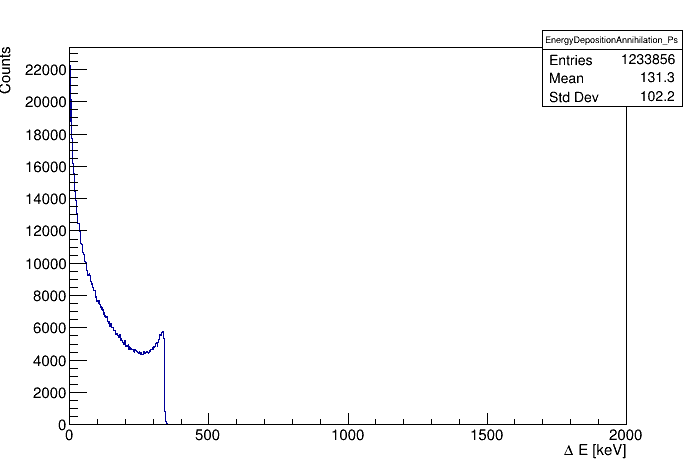 EnergyDepositionAnnihilation_Ps
Entries 1233856
Mean 131.3
Std Dev 102.2
Counts
22000
20000
18000
16000
14000
12000
10000
8000
6000
4000
2000
0
0 500 1000 1500 2000
Δ E [keV]